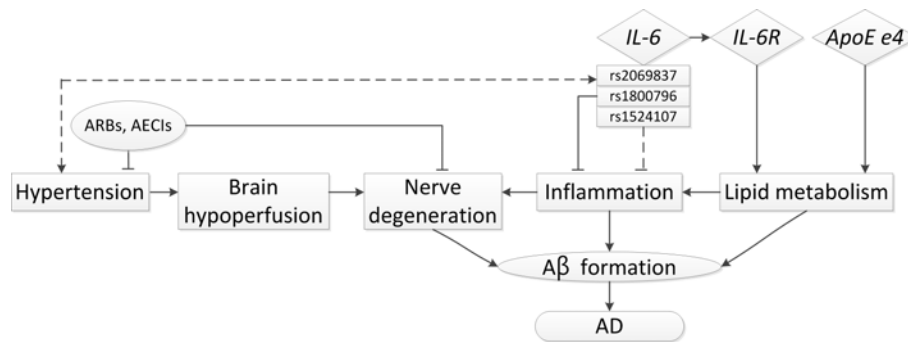 IL-6
IL-6R
ApoE e4
rs2069837
rs1800796
rs1524107
ARBs, AECIs
Hypertension
Brain
hypoperfusion
Nerve
degeneration
Inflammation
Lipid metabolism
Aβ formation
AD